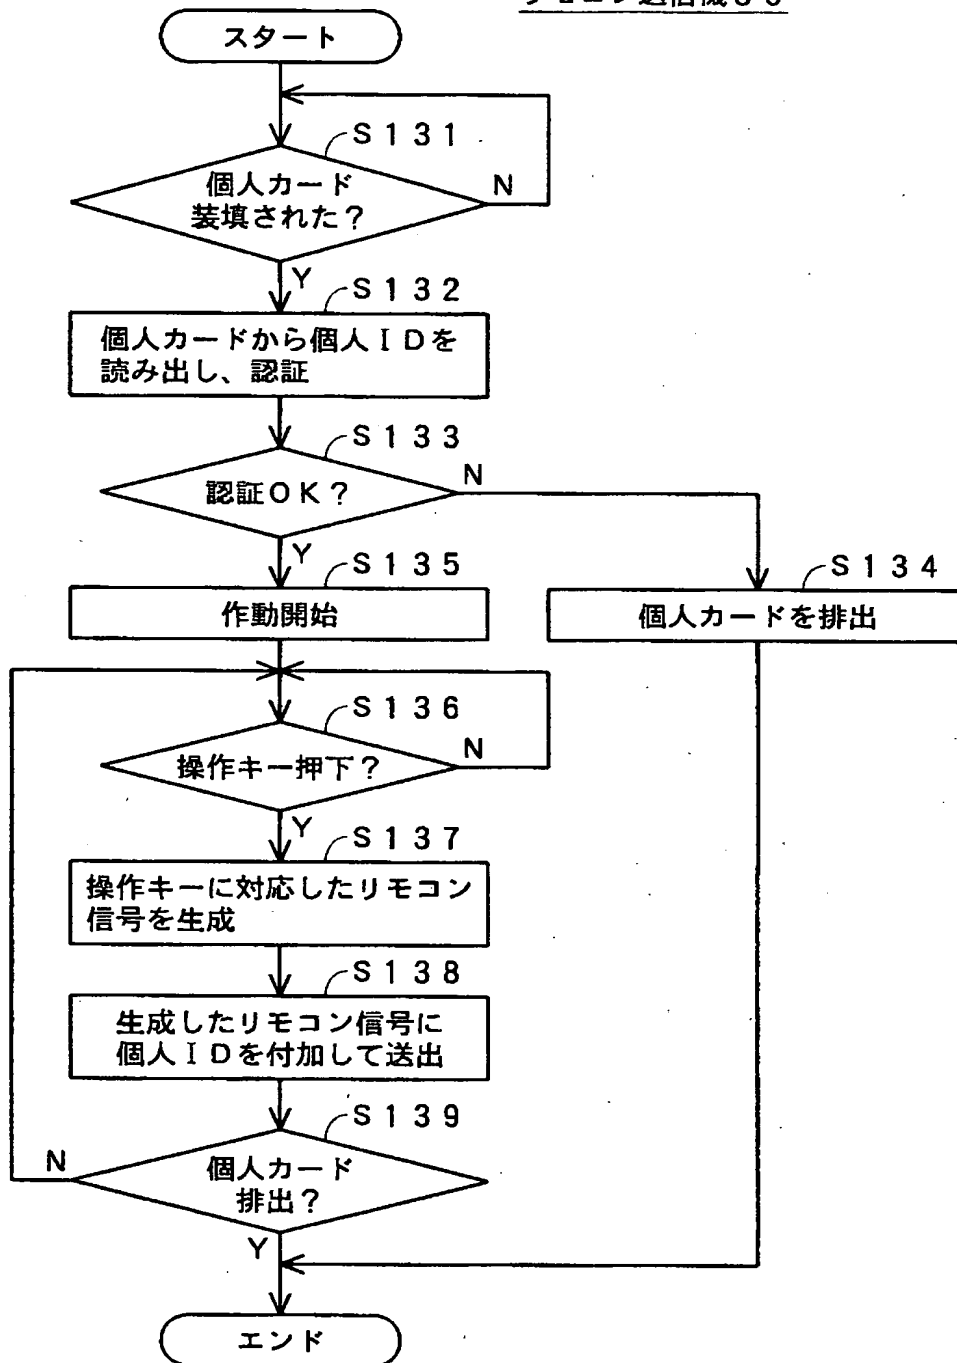 スタート
S131
個人カード
装填された？
N
Y
S132
個人カードから個人ＩＤを
読み出し、認証
S133
認証ＯＫ？
N
Y
S135
作動開始
S134
個人カードを排出
S136
操作キー押下？
N
Y
S137
操作キーに対応したリモコン
信号を生成
S138
生成したリモコン信号に
個人ＩＤを付加して送出
S139
個人カード
排出？
N
Y
エンド